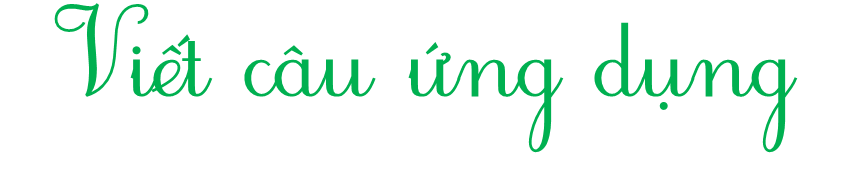 Viết câu ứng dụng